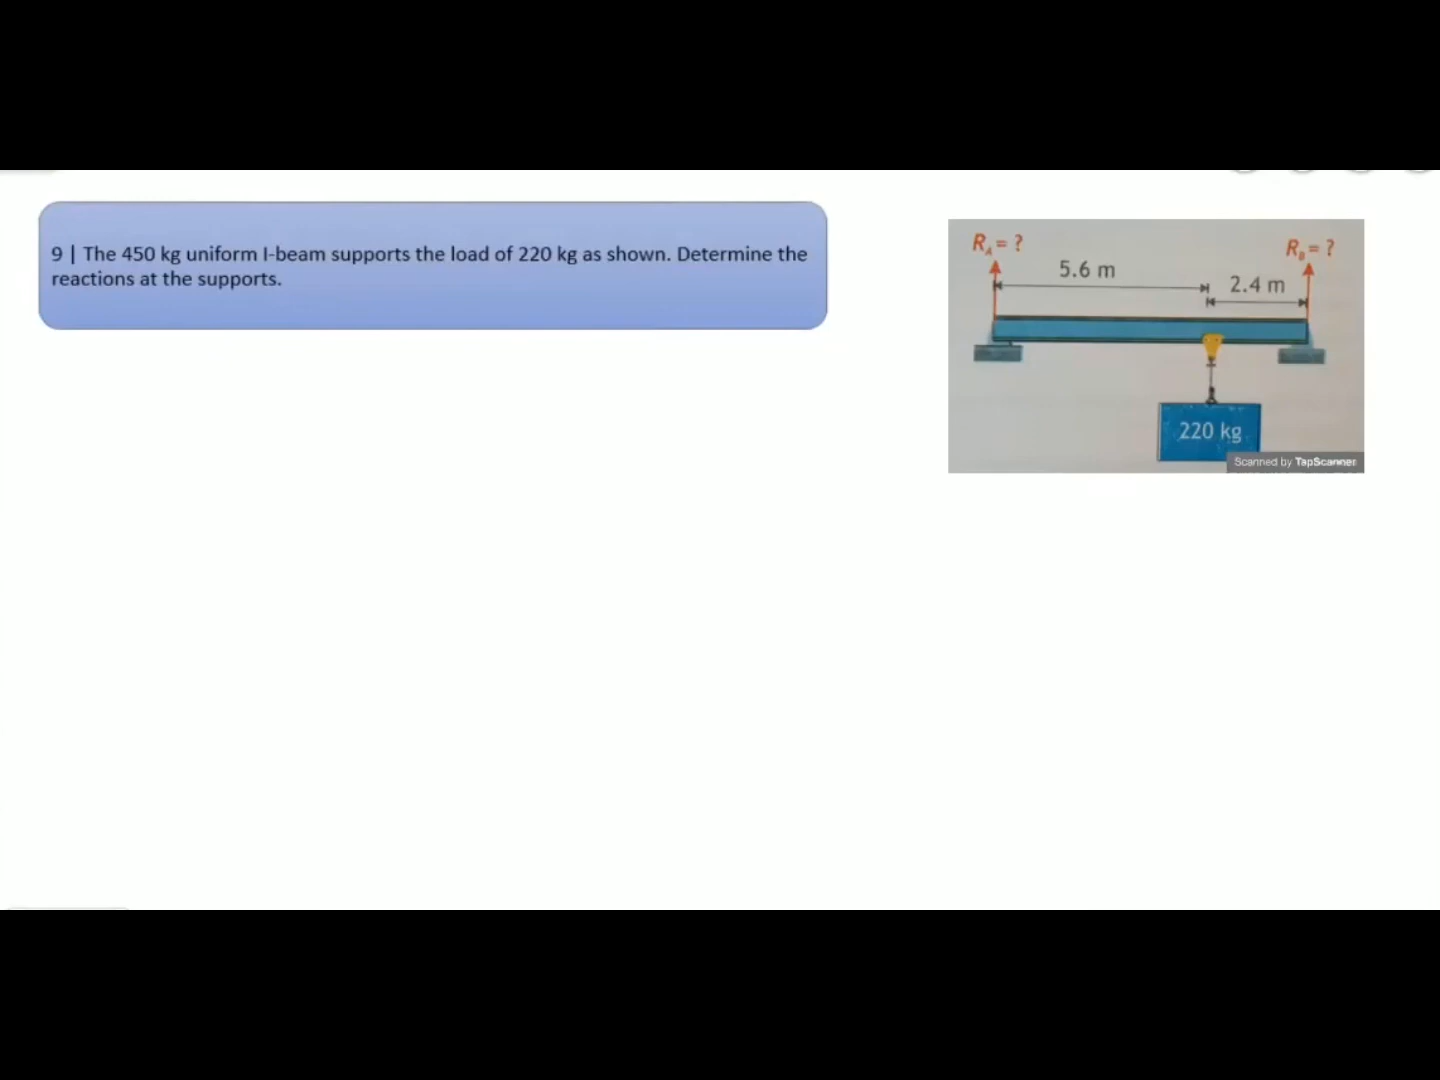 9 | The 450 kg uniform I-beam supports the load of 220 kg as shown. Determine the
reactions at the supports.
R_A = ?
R_B = ?
5.6 m
2.4 m
220 kg
Scanned by TapScanner